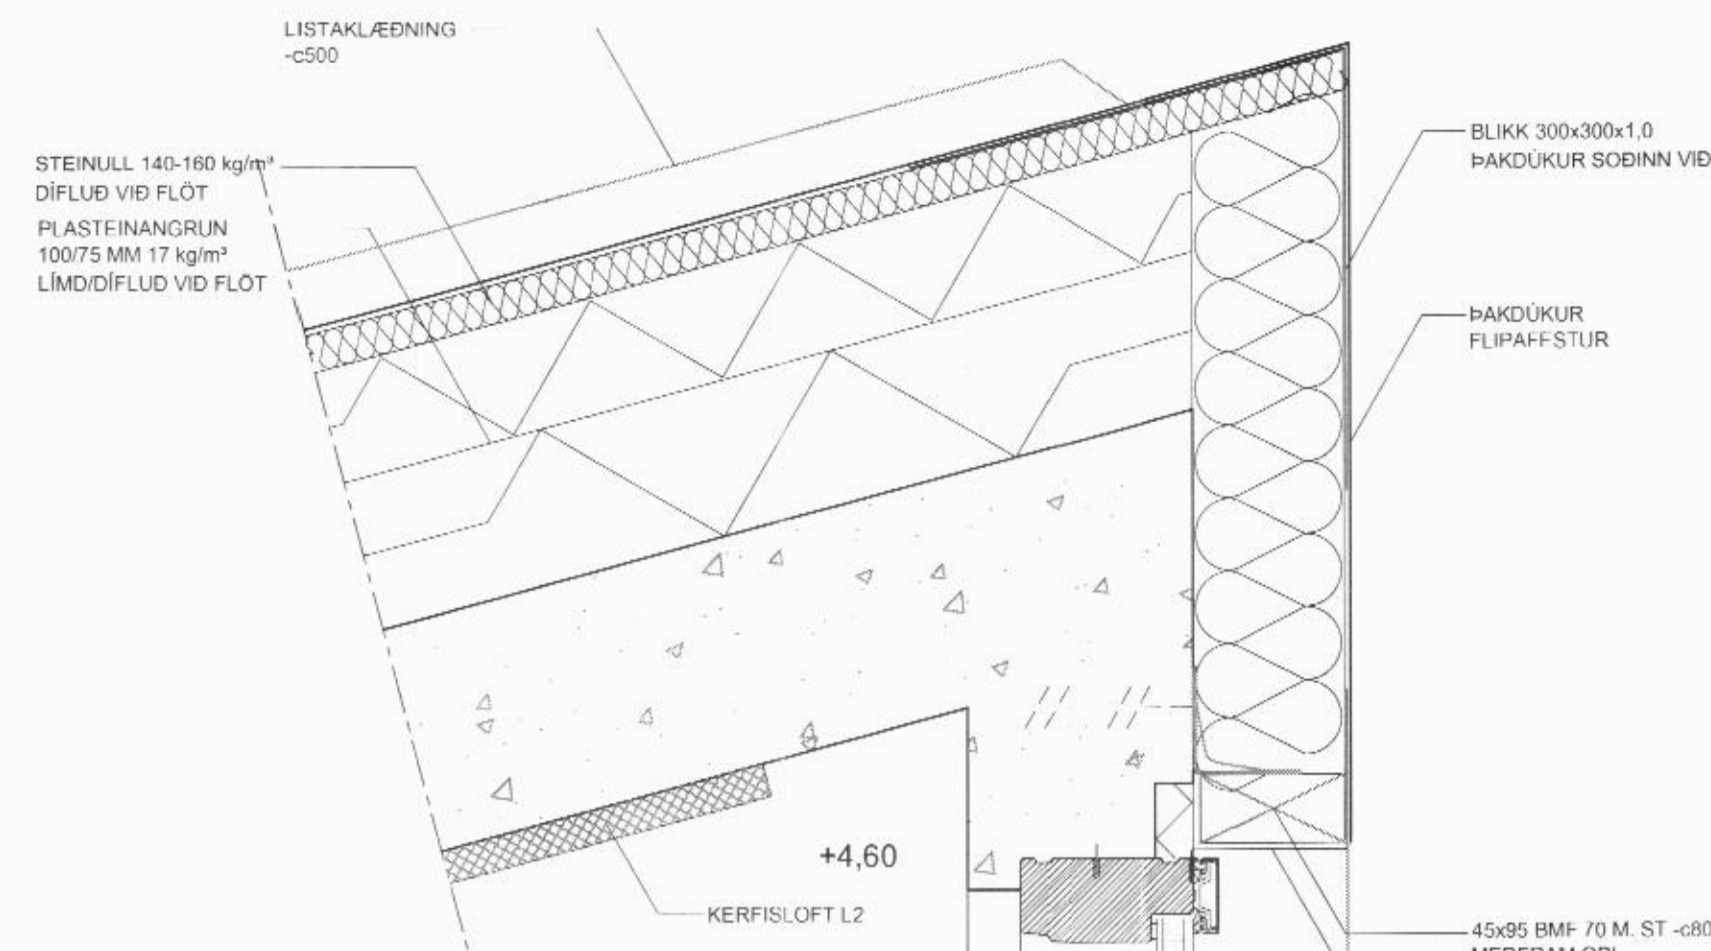 LISTAKLÆÐNING
-c500
STEINULL 140-160 kg/m³
DÍFLUÐ VIÐ FLÖT
PLASTEINANGRUN
100/75 MM 17 kg/m³
LÍMD/DÍFLUÐ VIÐ FLÖT
BLIKK 300x300x1,0
ÞAKDÚKUR SOÐINN VIÐ
ÞAKDÚKUR
FLIPAFFSTUR
+4,60
KERFISLOFT L2
45x95 BMF 70 M. ST -c80